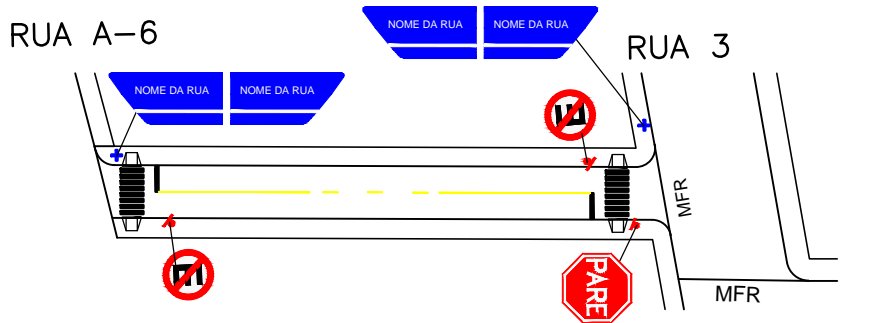 RUA A-6
NOME DA RUA NOME DA RUA
RUA 3
NOME DA RUA NOME DA RUA
E
MFR
E
PARE
MFR